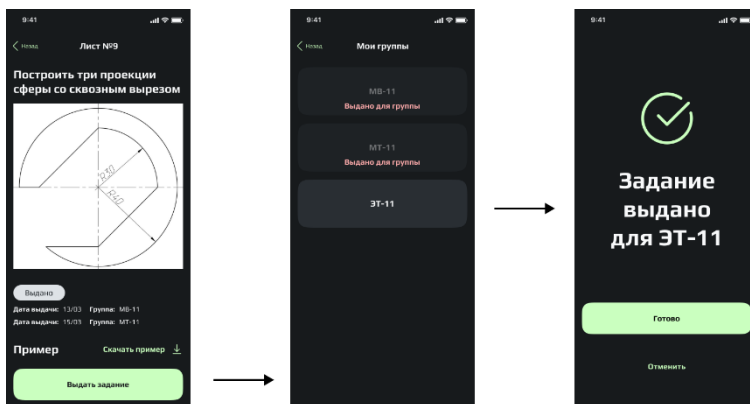 9:41
Назад
Лист №9
Построить три проекции
сферы со сквозным вырезом
R30
R40
Выдано
Дата выдачи: 13/03 Группа: МВ-11
Дата выдачи: 15/03 Группа: МТ-11
Пример
Скачать пример
Выдать задание
9:41
Назад
Мои группы
МВ-11
Выдано для группы
МТ-11
Выдано для группы
ЭТ-11
9:41
Задание
выдано
для ЭТ-11
Готово
Отменить